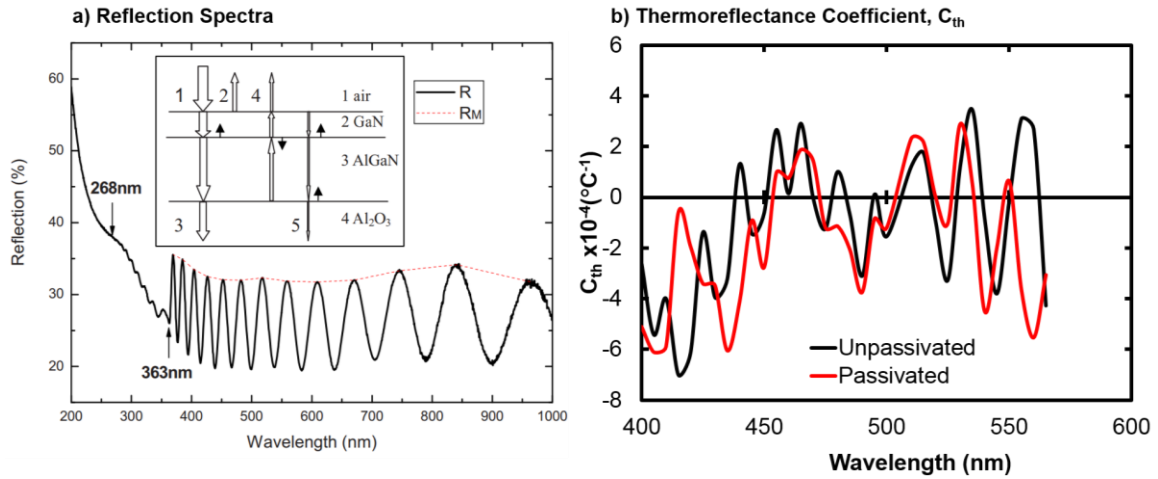 a) Reflection Spectra
60
50
40
30
20
Reflection (%)
200 300 400 500 600 700 800 900 1000
Wavelength (nm)
268nm
363nm
1 2 4
3 5
1 air
2 GaN
3 AlGaN
4 Al₂O₃
R
RM
b) Thermoreflectance Coefficient, Cth
6
4
2
0
-2
-4
-6
-8
Cth x10-4(°C-1)
Unpassivated
Passivated
400 450 500 550 600
Wavelength (nm)